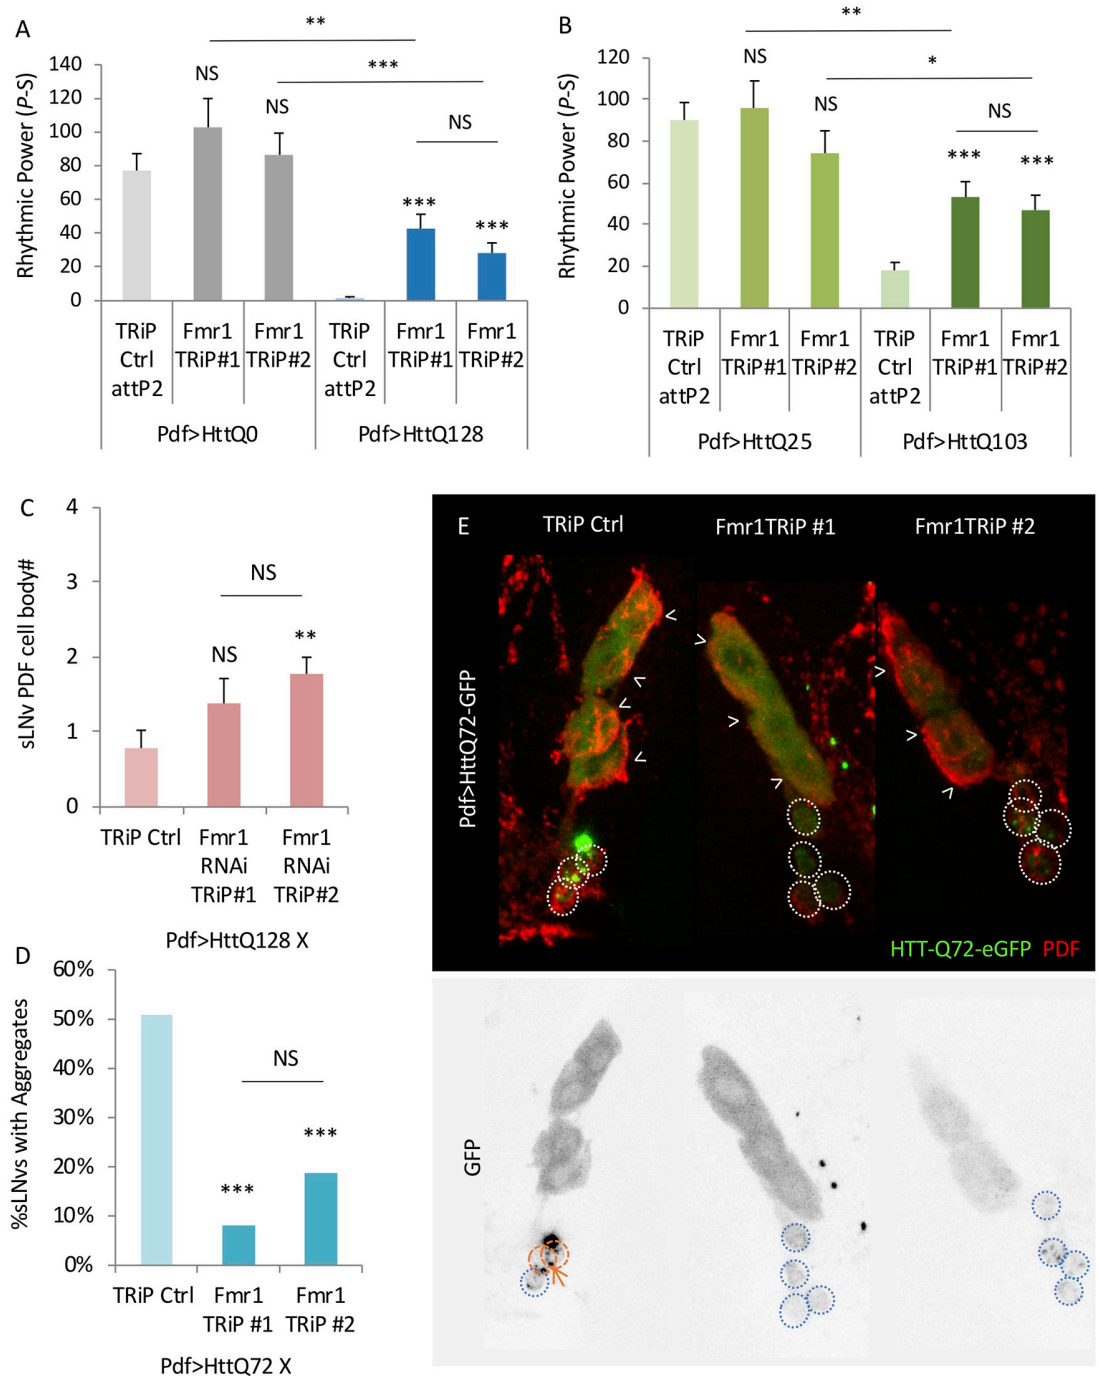 A
**
***
NS
NS
NS
***
***
Rhythmic Power (P-S)
140
120
100
80
60
40
20
0
TRiP Ctrl attP2
Fmr1 TRiP#1
Fmr1 TRiP#2
TRiP Ctrl attP2
Fmr1 TRiP#1
Fmr1 TRiP#2
Pdf>HttQ0
Pdf>HttQ128
B
**
*
NS
NS
NS
***
***
Rhythmic Power (P-S)
120
100
80
60
40
20
0
TRiP Ctrl attP2
Fmr1 TRiP#1
Fmr1 TRiP#2
TRiP Ctrl attP2
Fmr1 TRiP#1
Fmr1 TRiP#2
Pdf>HttQ25
Pdf>HttQ103
C
sLNv PDF cell body#
4
3
2
1
0
NS
NS
**
TRiP Ctrl
Fmr1 RNAi TRiP#1
Fmr1 RNAi TRiP#2
Pdf>HttQ128 X
D
%sLNvs with Aggregates
60%
50%
40%
30%
20%
10%
0%
NS
***
***
TRiP Ctrl
Fmr1 TRiP #1
Fmr1 TRiP #2
Pdf>HttQ72 X
E
TRiP Ctrl
Fmr1TRiP #1
Fmr1TRiP #2
Pdf>HttQ72-GFP
HTT-Q72-eGFP PDF
GFP